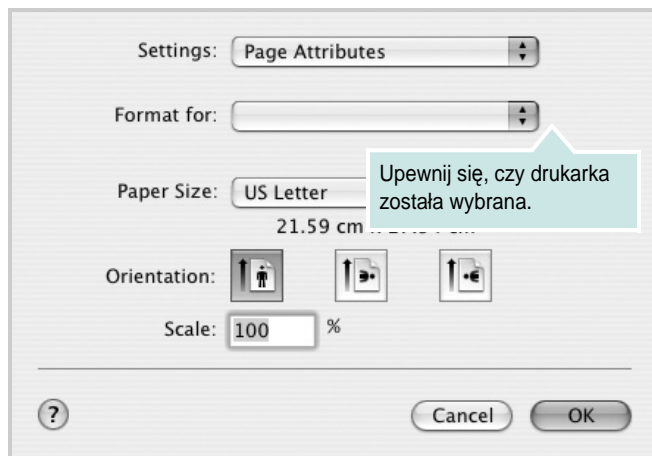 Settings: Page Attributes
Format for:
Upewnij się, czy drukarka
została wybrana.
Paper Size: US Letter
21.59 cm
Orientation:
Scale: 100 %
? Cancel OK